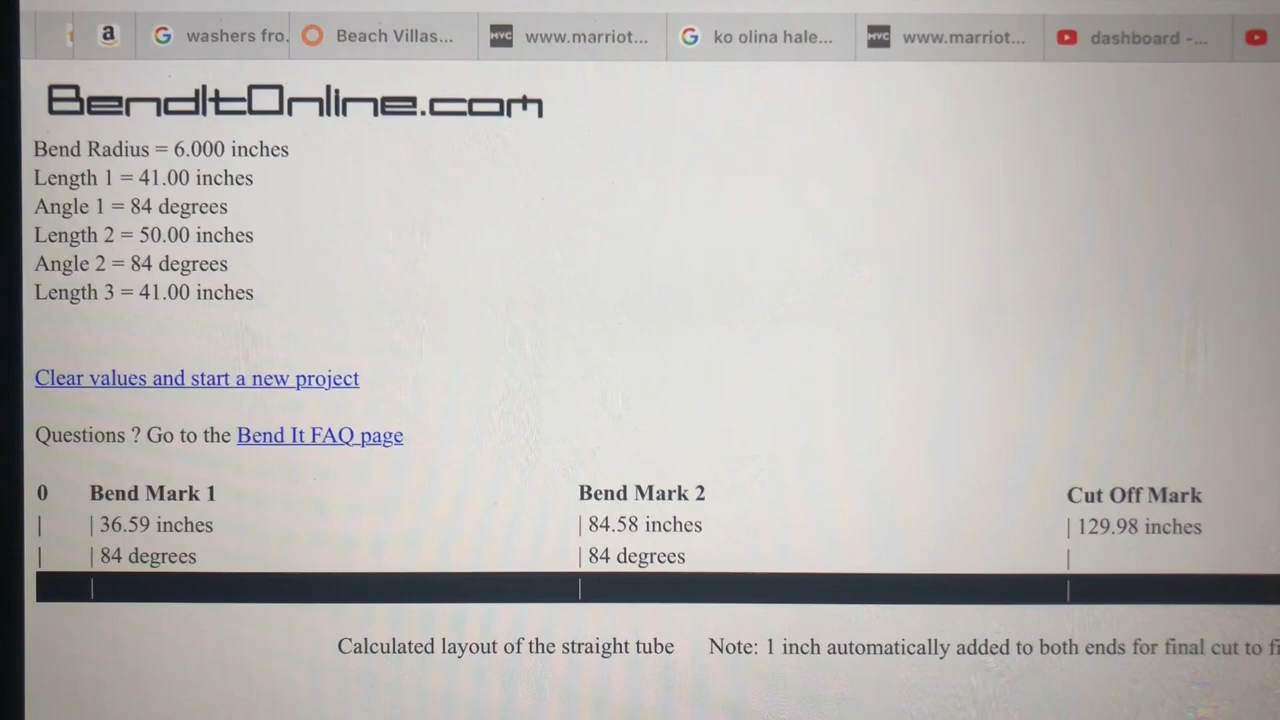 washers fro.
Beach Villas...
www.marriot...
ko olina hale...
www.marriot...
dashboard -...
BendItOnline.com
Bend Radius = 6.000 inches
Length 1 = 41.00 inches
Angle 1 = 84 degrees
Length 2 = 50.00 inches
Angle 2 = 84 degrees
Length 3 = 41.00 inches
Clear values and start a new project
Questions ? Go to the Bend It FAQ page
0 Bend Mark 1 Bend Mark 2 Cut Off Mark
| | 36.59 inches | 84.58 inches | 129.98 inches
| | 84 degrees | 84 degrees |
Calculated layout of the straight tube Note: 1 inch automatically added to both ends for final cut to fi